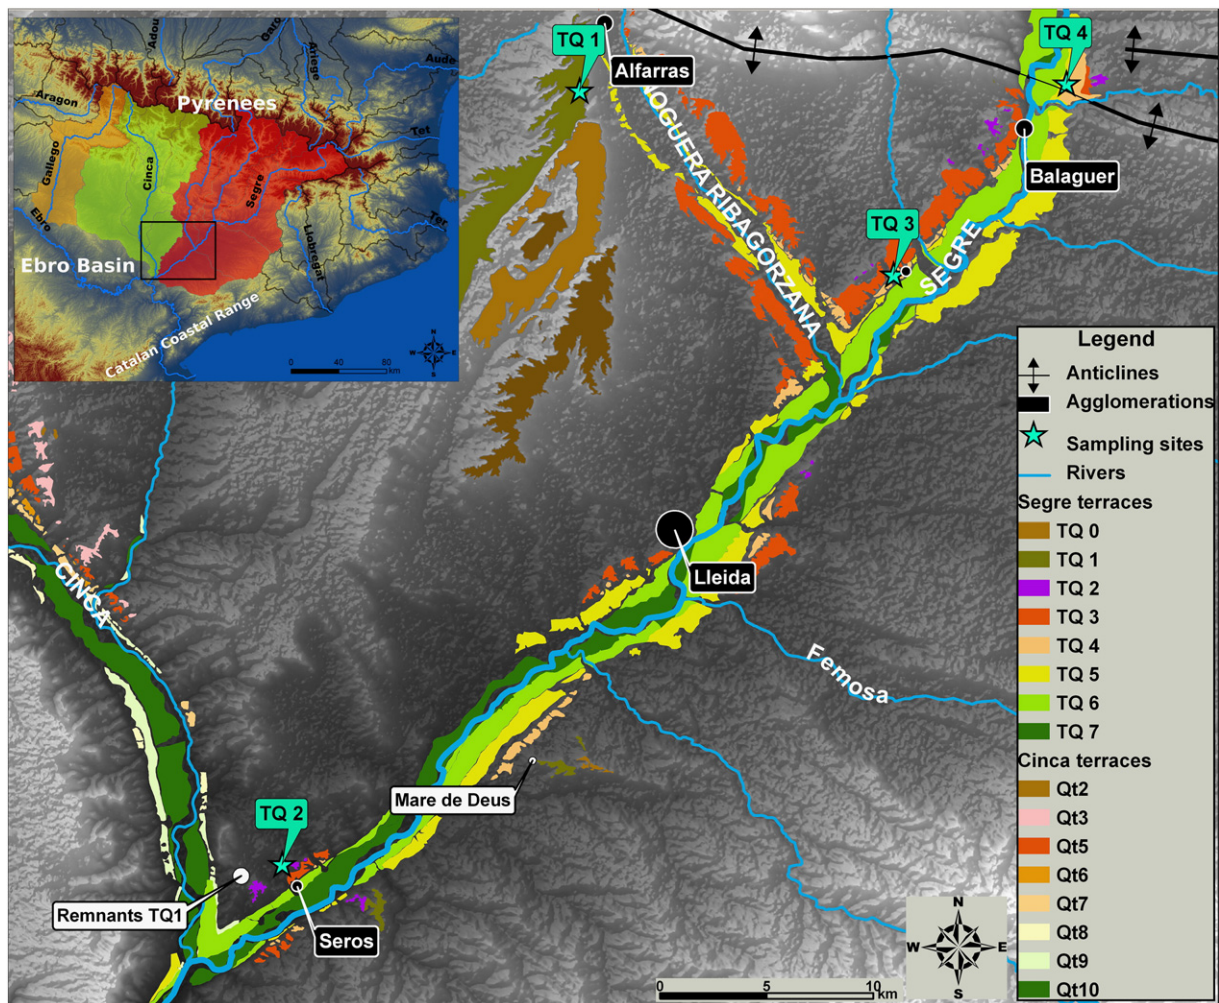 Adou
Garo
Ariege
Aude
Aragon
Pyrenees
Tet
Gallego
Cinca
Segre
Ter
Ebro
Llobregat
Ebro Basin
Catalan Coastal Range
N
W E
S
0 40 80
km
TQ 1
Alfarras
TQ 4
NOGUERA RIBAGORZANA
Balaguer
TQ 3
SEGRE
Legend
Anticlines
Agglomerations
Sampling sites
Rivers
Segre terraces
TQ 0
TQ 1
TQ 2
TQ 3
TQ 4
TQ 5
TQ 6
TQ 7
Cinca terraces
Qt2
Qt3
Qt5
Qt6
Qt7
Qt8
Qt9
Qt10
CINCA
Lleida
Femosa
Mare de Deus
TQ 2
Remnants TQ1
Seros
N
W E
S
0 5 10
km